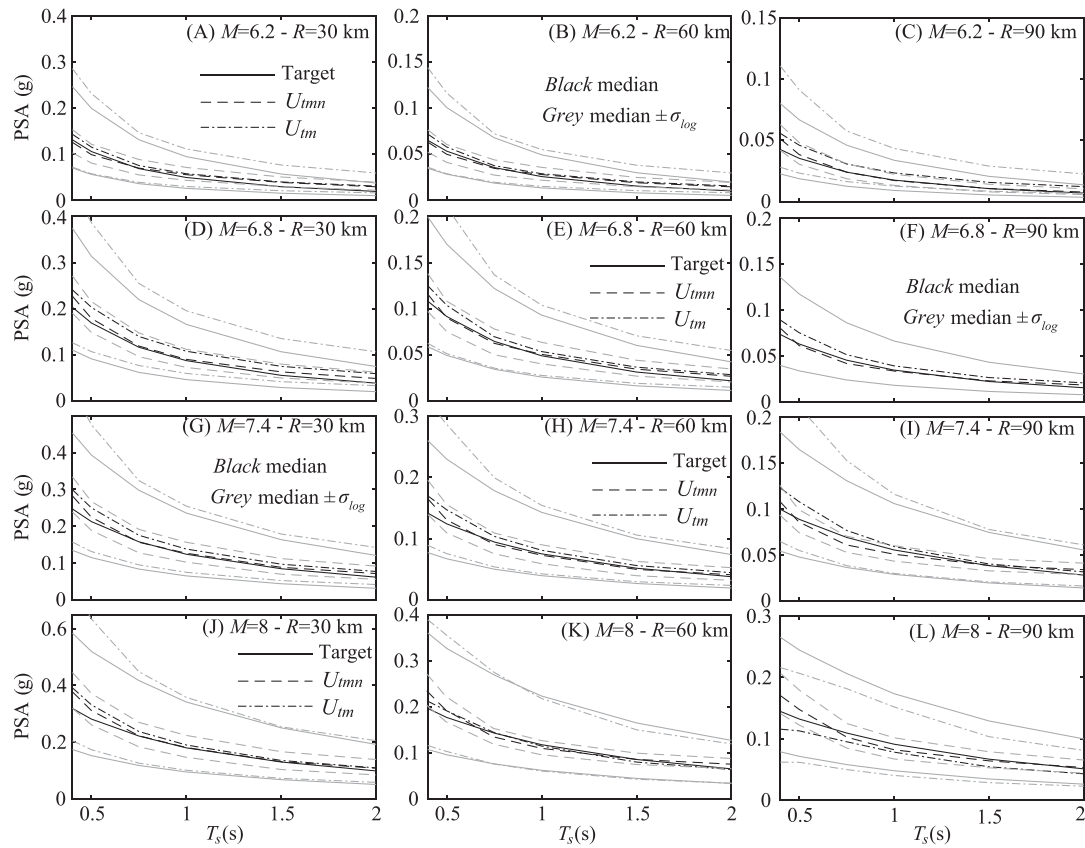 0.4 (A) M=6.2 - R=30 km
0.3
0.2
0.1
0
PSA (g)
Target
Utmn
Utm
0.2 (B) M=6.2 - R=60 km
0.15
0.1
0.05
0
Black median
Grey median ± σlog
0.15 (C) M=6.2 - R=90 km
0.1
0.05
0
0.4 (D) M=6.8 - R=30 km
0.3
0.2
0.1
0
PSA (g)
0.2 (E) M=6.8 - R=60 km
0.15
0.1
0.05
0
Target
Utmn
Utm
0.2 (F) M=6.8 - R=90 km
0.15
0.1
0.05
0
Black median
Grey median ± σlog
(G) M=7.4 - R=30 km
0.5
0.4
0.3
0.2
0.1
0
PSA (g)
Black median
Grey median ± σlog
0.3 (H) M=7.4 - R=60 km
0.2
0.1
0
Target
Utmn
Utm
0.2 (I) M=7.4 - R=90 km
0.15
0.1
0.05
0
(J) M=8 - R=30 km
0.6
0.4
0.2
0
PSA (g)
Target
Utmn
Utm
0.5 1 1.5 2
Ts(s)
0.4 (K) M=8 - R=60 km
0.3
0.2
0.1
0
0.5 1 1.5 2
Ts(s)
0.3 (L) M=8 - R=90 km
0.2
0.1
0
0.5 1 1.5 2
Ts(s)